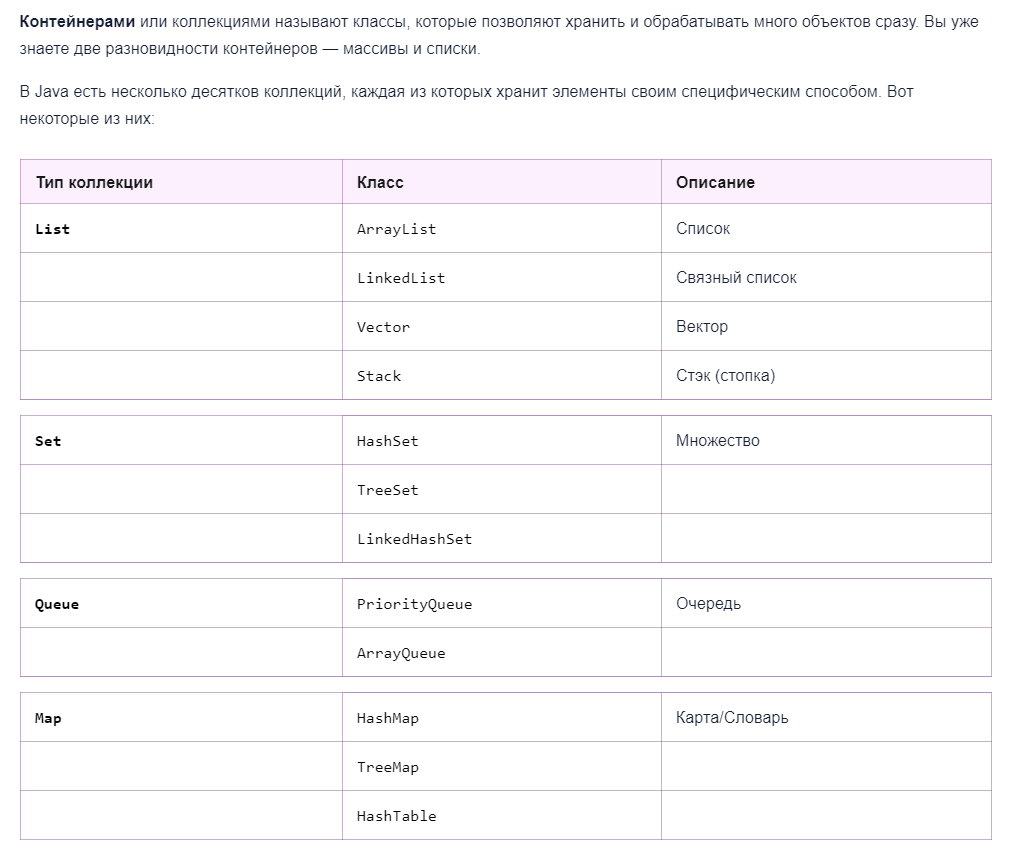 Контейнерами или коллекциями называют классы, которые позволяют хранить и обрабатывать много объектов сразу. Вы уже
знаете две разновидности контейнеров — массивы и списки.
В Java есть несколько десятков коллекций, каждая из которых хранит элементы своим специфическим способом. Вот
некоторые из них:
Тип коллекции Класс Описание
List ArrayList Список
LinkedList Связный список
Vector Вектор
Stack Стэк (стопка)
Set HashSet Множество
TreeSet
LinkedHashSet
Queue PriorityQueue Очередь
ArrayQueue
Map HashMap Карта/Словарь
TreeMap
HashTable